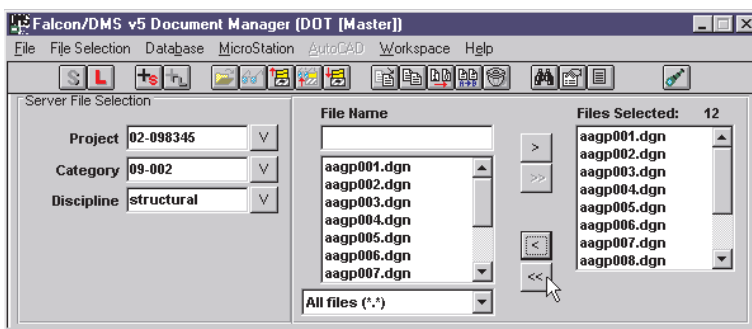 Falcon/DMS v5 Document Manager (DOT [Master])
File File Selection Database MicroStation AutoCAD Workspace Help
S L +s +L
Server File Selection
Project 02-098345 V
Category 09-002 V
Discipline structural V
File Name
aagp001.dgn
aagp002.dgn
aagp003.dgn
aagp004.dgn
aagp005.dgn
aagp006.dgn
aagp007.dgn
All files (*.*)
>
>>
<
<<
Files Selected: 12
aagp001.dgn
aagp002.dgn
aagp003.dgn
aagp004.dgn
aagp005.dgn
aagp006.dgn
aagp007.dgn
aagp008.dgn